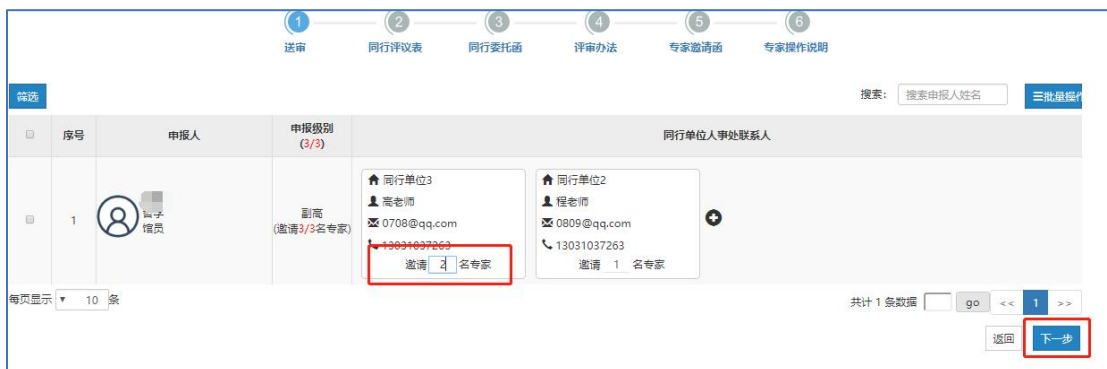 1 2 3 4 5 6
送审 同行评议表 同行委托函 评审办法 专家邀请函 专家操作说明
筛选 搜索: 搜索申报人姓名 ☰批量操作
序号 申报人 申报级别 同行单位人事处联系人
(3/3)
同行单位3 同行单位2
高老师 程老师
1 哲学 副高 0708@qq.com 0809@qq.com
馆员 (邀请3/3名专家) 13031037263 13031037263
邀请 2 名专家 邀请 1 名专家
每页显示 ▼ 10 条 共计 1 条数据 go << 1 >>
返回 下一步